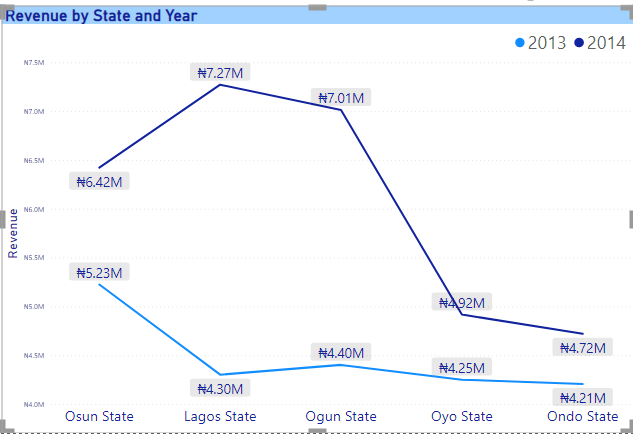 Revenue by State and Year
2013 2014
₦7.5M
₦7.0M
₦6.5M
₦6.0M
₦5.5M
₦5.0M
₦4.5M
₦4.0M
Revenue
₦7.27M
₦7.01M
₦6.42M
₦5.23M
₦4.92M
₦4.72M
₦4.40M
₦4.30M
₦4.25M
₦4.21M
Osun State Lagos State Ogun State Oyo State Ondo State